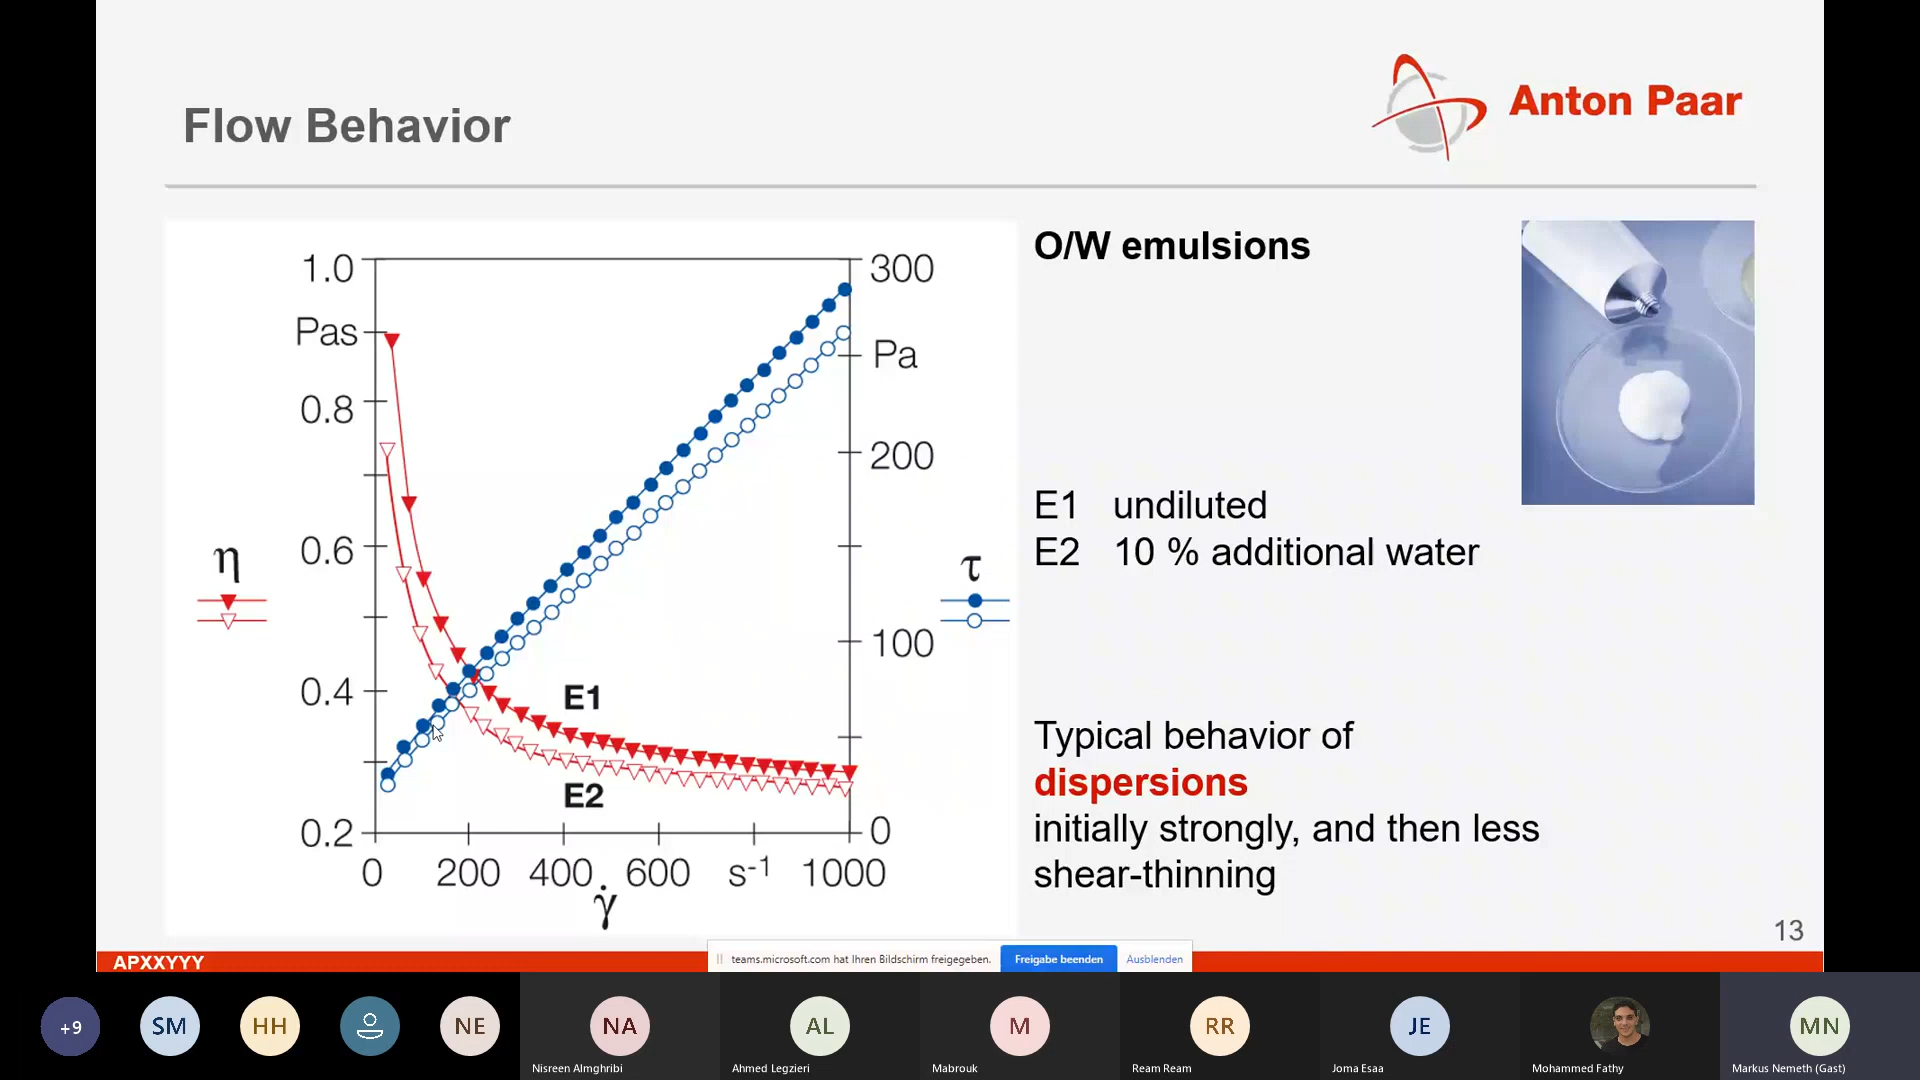 Flow Behavior
Anton Paar
1.0
Pas
0.8
0.6
0.4
0.2
η
300
Pa
200
100
0
τ
E1
E2
0 200 400 600 s-1 1000
γ̇
O/W emulsions
E1 undiluted
E2 10 % additional water
Typical behavior of
dispersions
initially strongly, and then less
shear-thinning
13
APXXYYY
teams.microsoft.com hat Ihren Bildschirm freigegeben. Freigabe beenden Ausblenden
+9 SM HH NE NA AL M RR JE MN
Nisreen Almghribi Ahmed Legzieri Mabrouk Ream Ream Joma Esaa Mohammed Fathy Markus Nemeth (Gast)